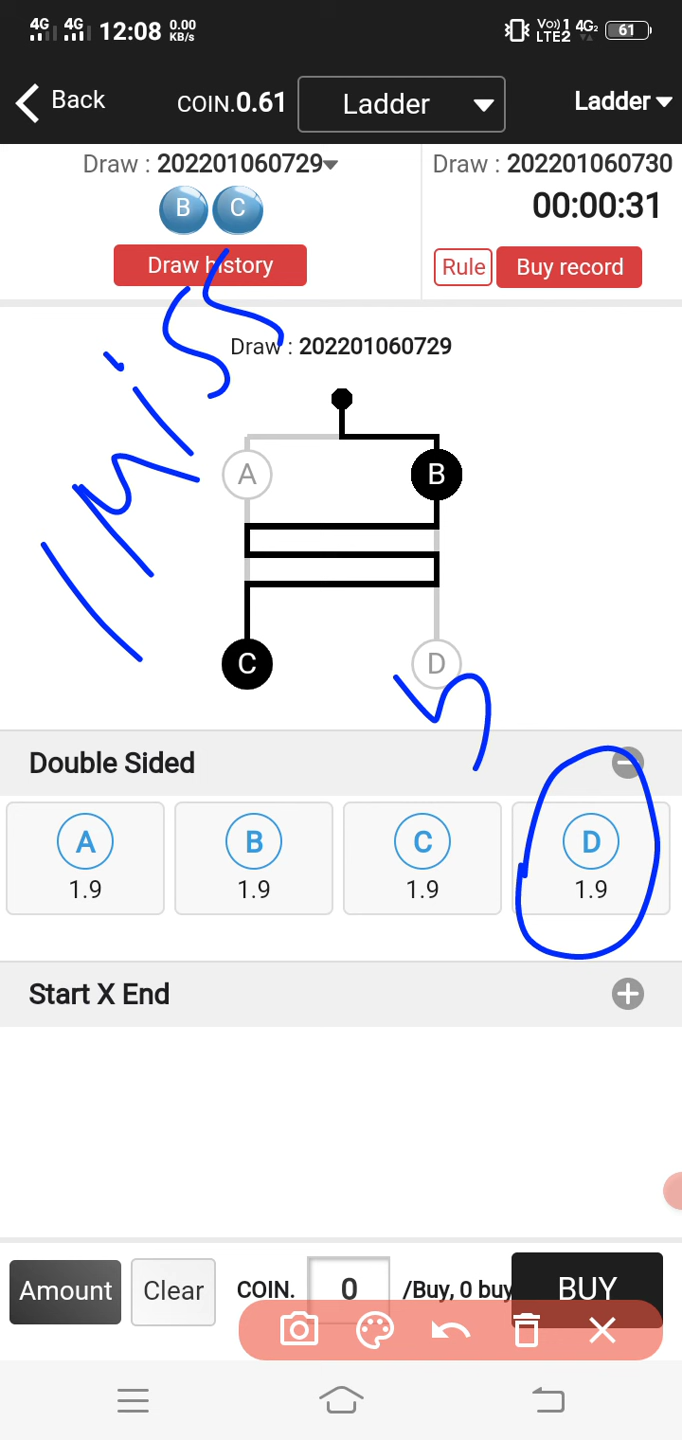 4G 4G 12:08 0.00 KB/s Vo)) 1 LTE2 4G2 61
Back COIN.0.61 Ladder Ladder
Draw : 202201060729 Draw : 202201060730
B C 00:00:31
Draw history Rule Buy record
Draw : 202201060729
A B
C D
Double Sided
A B C D
1.9 1.9 1.9 1.9
Start X End
Amount Clear COIN. 0 /Buy, 0 buy BUY